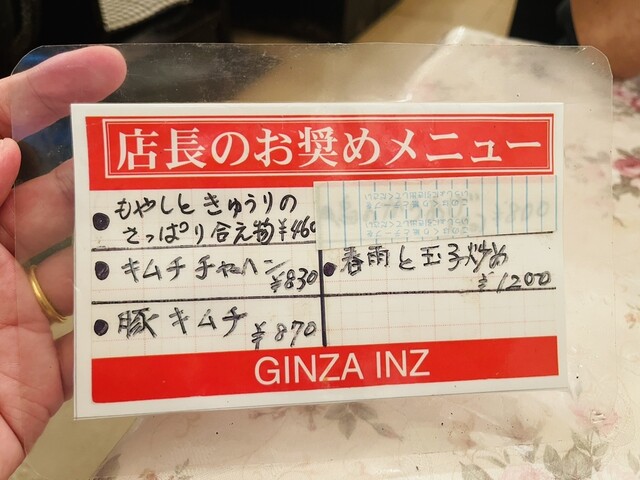 店長のお奨めメニュー
もやしときゅうりの
さっぱり合え物 ¥460
キムチチャーハン
¥830
豚キムチ ¥870
春雨と玉子炒め
¥1200
GINZA INZ